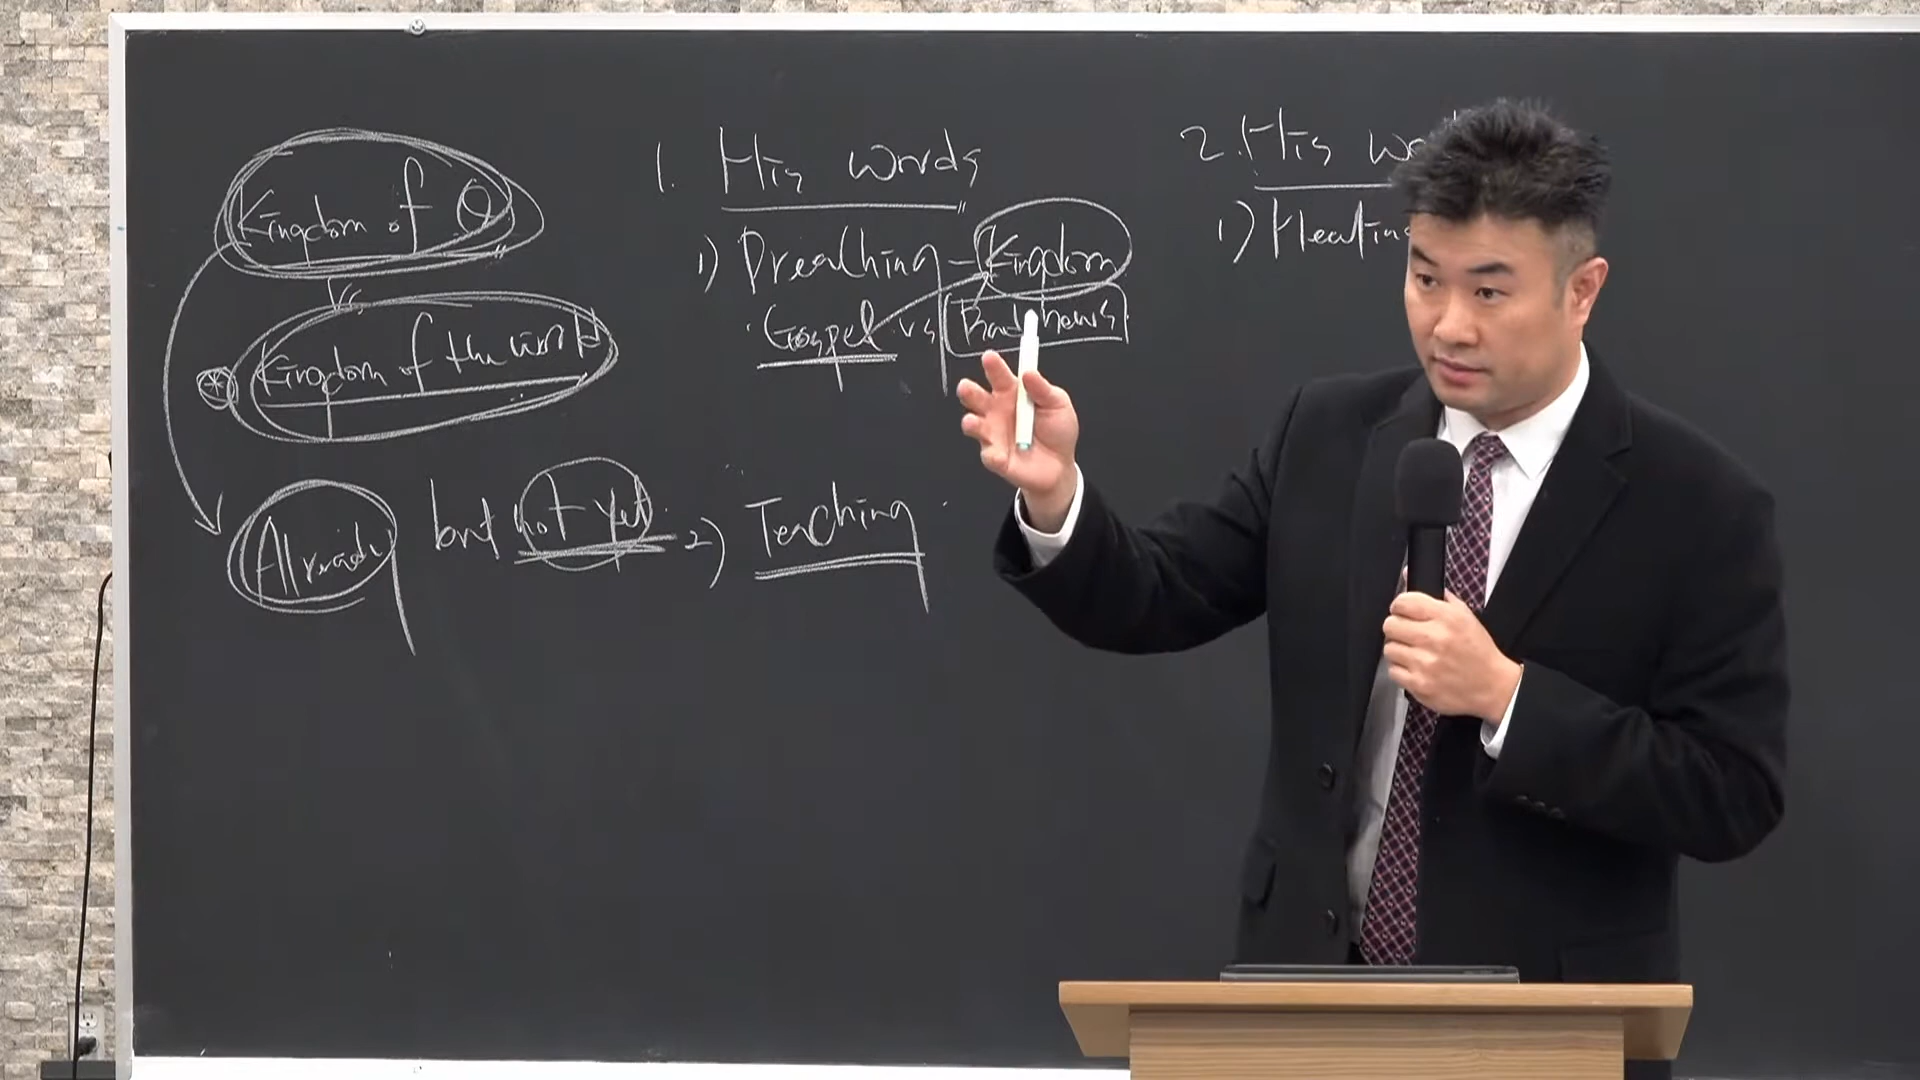 Kingdom of
vs
Kingdom of the world
Already but not yet.
1. His words
1) Preaching - Kingdom
· Gospel vs Bad news
2) Teaching
2. His
1) Healing